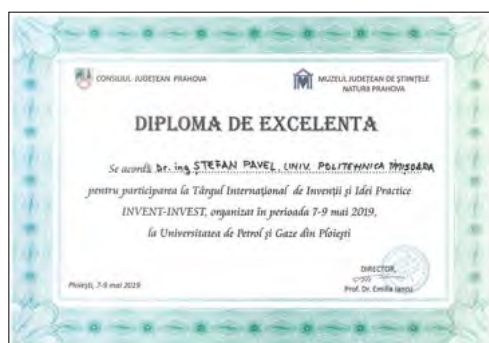 CONSILIUL JUDEȚEAN PRAHOVA
MUZEUL JUDEȚEAN DE ȘTIINȚELE
NATURII PRAHOVA
DIPLOMA DE EXCELENTA
Se acordă Dr. ing ȘTEFAN PAVEL, UNIV. POLITEHNICA TIMIȘOARA
pentru participarea la Târgul Internațional de Invenții și Idei Practice
INVENT-INVEST, organizat în perioada 7-9 mai 2019,
la Universitatea de Petrol și Gaze din Ploiești
DIRECTOR,
Ploiești, 7-9 mai 2019
Prof. Dr. Emilia Iancu